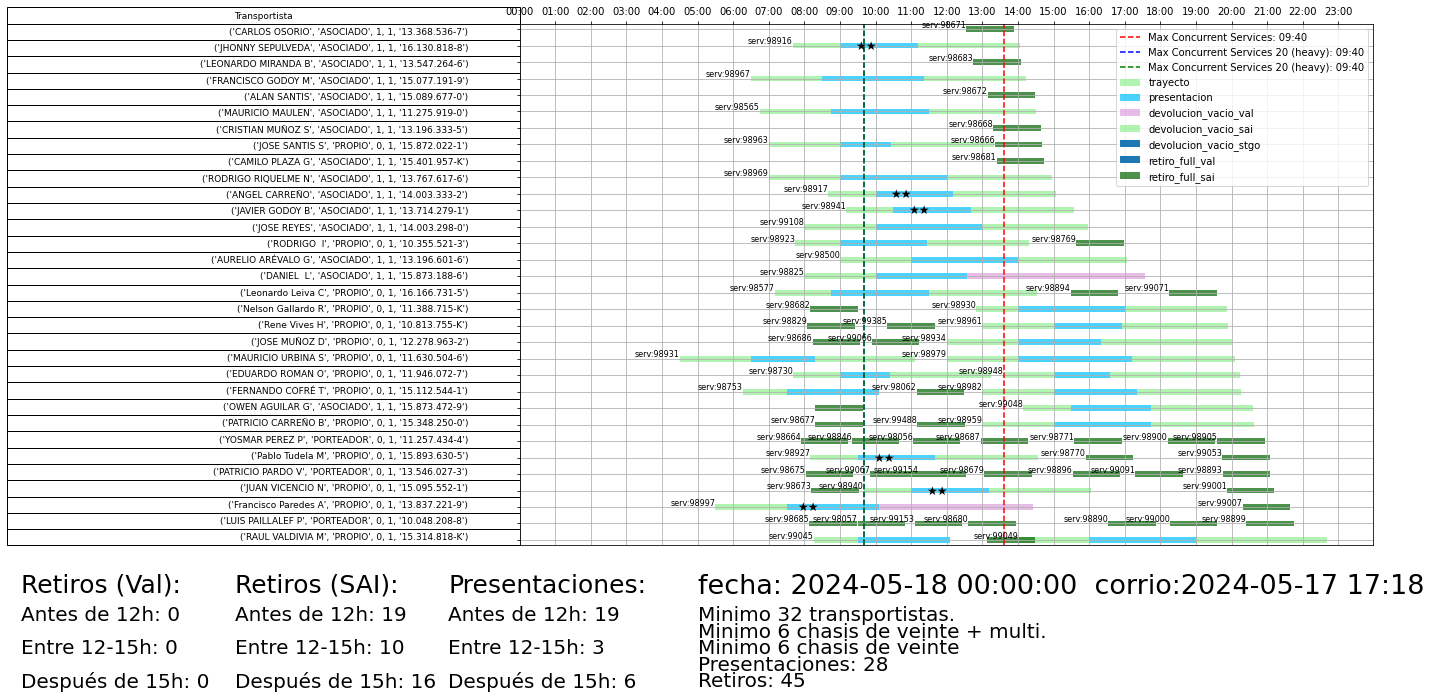 Transportista
00:00 01:00 02:00 03:00 04:00 05:00 06:00 07:00 08:00 09:00 10:00 11:00 12:00 13:00 14:00 15:00 16:00 17:00 18:00 19:00 20:00 21:00 22:00 23:00
('CARLOS OSORIO', 'ASOCIADO', 1, 1, '13.368.536-7') serv:98671
('JHONNY SEPULVEDA', 'ASOCIADO', 1, 1, '16.130.818-8') serv:98916
('LEONARDO MIRANDA B', 'ASOCIADO', 1, 1, '13.547.264-6') serv:98683
('FRANCISCO GODOY M', 'ASOCIADO', 1, 1, '15.077.191-9') serv:98967
('ALAN SANTIS', 'ASOCIADO', 1, 1, '15.089.677-0') serv:98672
('MAURICIO MAULEN', 'ASOCIADO', 1, 1, '11.275.919-0') serv:98565
('CRISTIAN MUÑOZ S', 'ASOCIADO', 1, 1, '13.196.333-5') serv:98668
('JOSE SANTIS S', 'PROPIO', 0, 1, '15.872.022-1') serv:98963 serv:98666
('CAMILO PLAZA G', 'ASOCIADO', 1, 1, '15.401.957-K') serv:98681
('RODRIGO RIQUELME N', 'ASOCIADO', 1, 1, '13.767.617-6') serv:98969
('ANGEL CARREÑO', 'ASOCIADO', 1, 1, '14.003.333-2') serv:98917
('JAVIER GODOY B', 'ASOCIADO', 1, 1, '13.714.279-1') serv:98941
('JOSE REYES', 'ASOCIADO', 1, 1, '14.003.298-0') serv:99108
('RODRIGO  I', 'PROPIO', 0, 1, '10.355.521-3') serv:98923 serv:98769
('AURELIO ARÉVALO G', 'ASOCIADO', 1, 1, '13.196.601-6') serv:98500
('DANIEL  L', 'ASOCIADO', 1, 1, '15.873.188-6') serv:98825
('Leonardo Leiva C', 'PROPIO', 0, 1, '16.166.731-5') serv:98577 serv:98894 serv:99071
('Nelson Gallardo R', 'PROPIO', 0, 1, '11.388.715-K') serv:98682 serv:98930
('Rene Vives H', 'PROPIO', 0, 1, '10.813.755-K') serv:98829 serv:99385 serv:98961
('JOSE MUÑOZ D', 'PROPIO', 0, 1, '12.278.963-2') serv:98686 serv:99066 serv:98934
('MAURICIO URBINA S', 'PROPIO', 0, 1, '11.630.504-6') serv:98931 serv:98979
('EDUARDO ROMAN O', 'PROPIO', 0, 1, '11.946.072-7') serv:98730 serv:98948
('FERNANDO COFRÉ T', 'PROPIO', 0, 1, '15.112.544-1') serv:98753 serv:98062 serv:98982
('OWEN AGUILAR G', 'ASOCIADO', 0, 1, '15.873.472-9') serv:99048
('PATRICIO CARREÑO B', 'PROPIO', 0, 1, '15.348.250-0') serv:98677 serv:99488 serv:98959
('YOSMAR PEREZ P', 'PORTEADOR', 0, 1, '11.257.434-4') serv:98664 serv:98846 serv:98056 serv:98687 serv:98771 serv:98900 serv:98905
('Pablo Tudela M', 'PROPIO', 0, 1, '15.893.630-5') serv:98927 serv:98770 serv:99053
('PATRICIO PARDO V', 'PORTEADOR', 0, 1, '13.546.027-3') serv:98675 serv:99067 serv:99154 serv:98679 serv:98896 serv:99091 serv:98893
('JUAN VICENCIO N', 'PROPIO', 0, 1, '15.095.552-1') serv:98673 serv:98940 serv:99001
('Francisco Paredes A', 'PROPIO', 0, 1, '13.837.221-9') serv:98997 serv:99007
('LUIS PAILLALEF P', 'PORTEADOR', 0, 1, '10.048.208-8') serv:98685 serv:98057 serv:99153 serv:98680 serv:98890 serv:99000 serv:98899
('RAUL VALDIVIA M', 'PROPIO', 0, 1, '15.314.818-K') serv:99045 serv:99049
Max Concurrent Services: 09:40
Max Concurrent Services 20 (heavy): 09:40
Max Concurrent Services 20 (heavy): 09:40
trayecto
presentacion
devolucion_vacio_val
devolucion_vacio_sai
devolucion_vacio_stgo
retiro_full_val
retiro_full_sai
Retiros (Val):
Antes de 12h: 0
Entre 12-15h: 0
Después de 15h: 0
Retiros (SAI):
Antes de 12h: 19
Entre 12-15h: 10
Después de 15h: 16
Presentaciones:
Antes de 12h: 19
Entre 12-15h: 3
Después de 15h: 6
fecha: 2024-05-18 00:00:00  corrio:2024-05-17 17:18
Minimo 32 transportistas.
Minimo 6 chasis de veinte + multi.
Minimo 6 chasis de veinte
Presentaciones: 28
Retiros: 45